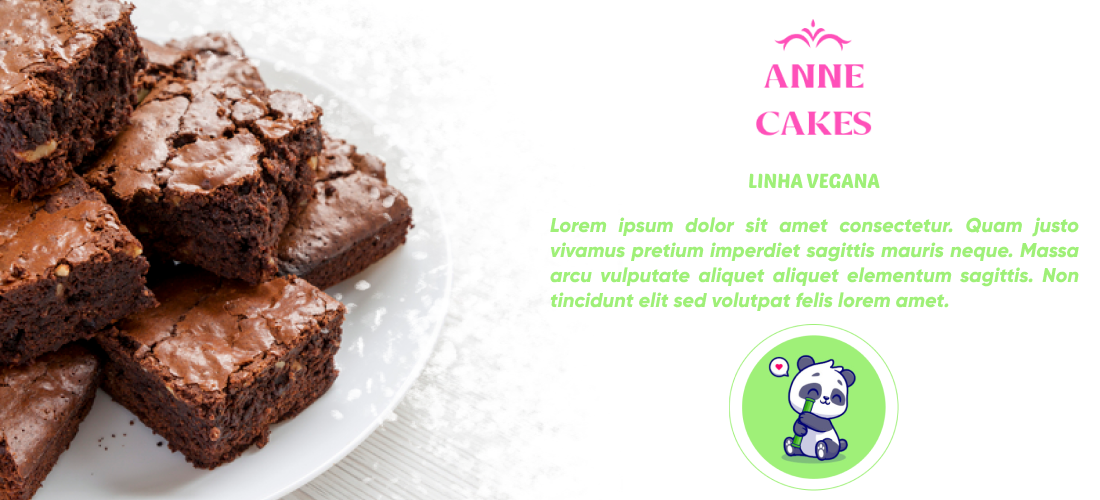 ANNE
CAKES
LINHA VEGANA
Lorem ipsum dolor sit amet consectetur. Quam justo
vivamus pretium imperdiet sagittis mauris neque. Massa
arcu vulputate aliquet aliquet elementum sagittis. Non
tincidunt elit sed volutpat felis lorem amet.